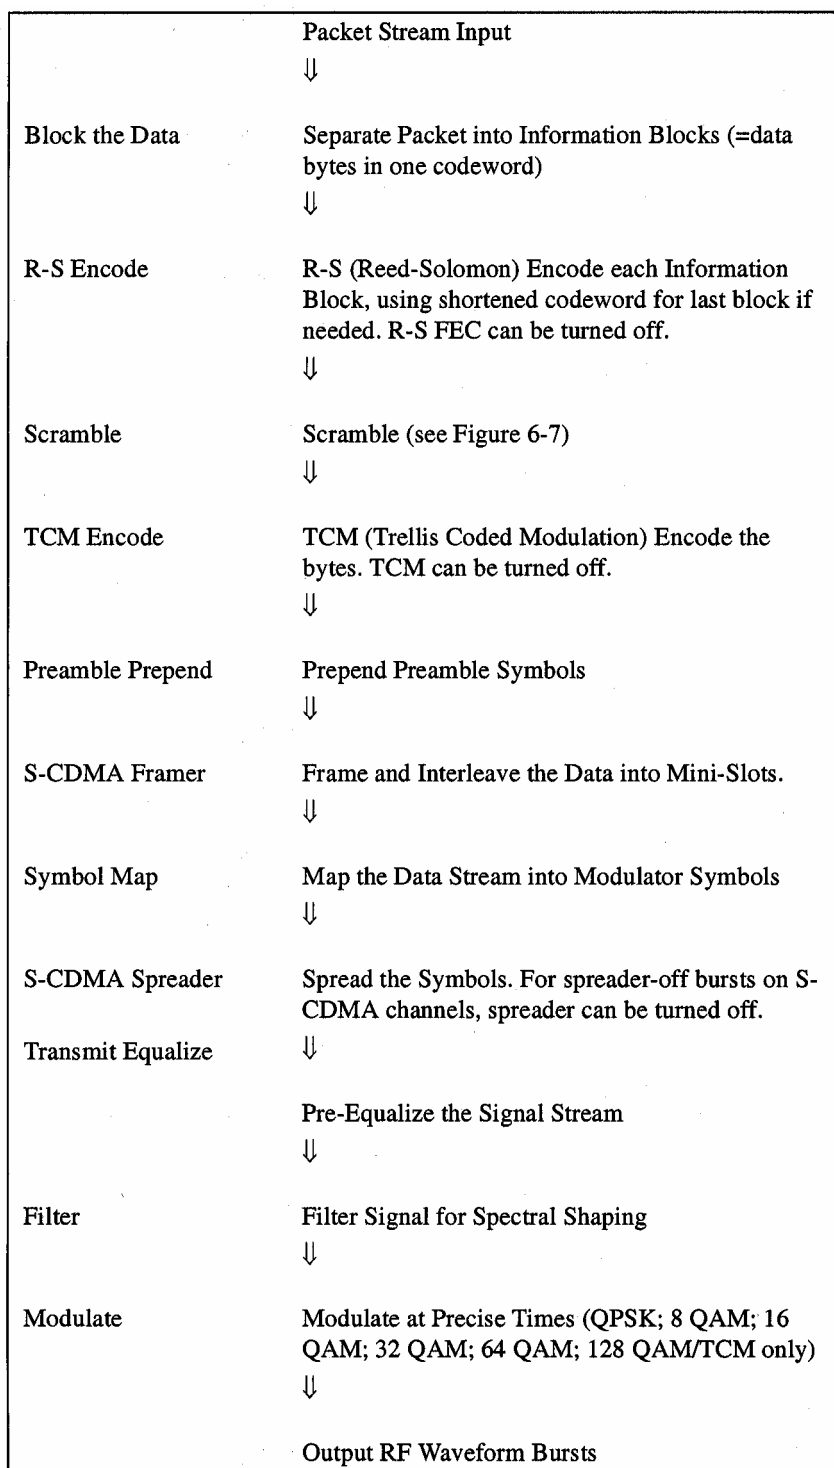 Packet Stream Input
⇓
Block the Data Separate Packet into Information Blocks (=data
bytes in one codeword)
⇓
R-S Encode R-S (Reed-Solomon) Encode each Information
Block, using shortened codeword for last block if
needed. R-S FEC can be turned off.
⇓
Scramble Scramble (see Figure 6-7)
⇓
TCM Encode TCM (Trellis Coded Modulation) Encode the
bytes. TCM can be turned off.
⇓
Preamble Prepend Prepend Preamble Symbols
⇓
S-CDMA Framer Frame and Interleave the Data into Mini-Slots.
⇓
Symbol Map Map the Data Stream into Modulator Symbols
⇓
S-CDMA Spreader Spread the Symbols. For spreader-off bursts on S-
CDMA channels, spreader can be turned off.
Transmit Equalize ⇓
Pre-Equalize the Signal Stream
⇓
Filter Filter Signal for Spectral Shaping
⇓
Modulate Modulate at Precise Times (QPSK; 8 QAM; 16
QAM; 32 QAM; 64 QAM; 128 QAM/TCM only)
⇓
Output RF Waveform Bursts